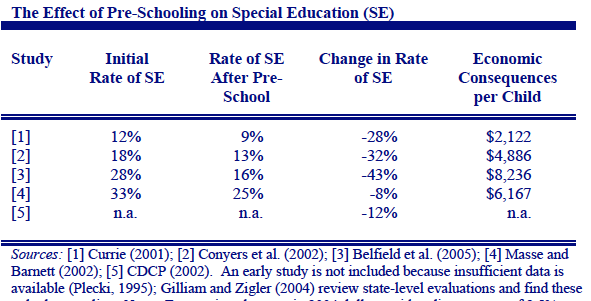 The Effect of Pre-Schooling on Special Education (SE)
Study Initial Rate of SE Change in Rate Economic
Rate of SE After Pre- of SE Consequences
School per Child
[1] 12% 9% -28% $2,122
[2] 18% 13% -32% $4,886
[3] 28% 16% -43% $8,236
[4] 33% 25% -8% $6,167
[5] n.a. n.a. -12% n.a.
Sources: [1] Currie (2001); [2] Conyers et al. (2002); [3] Belfield et al. (2005); [4] Masse and
Barnett (2002); [5] CDCP (2002). An early study is not included because insufficient data is
available (Plecki, 1995); Gilliam and Zigler (2004) review state-level evaluations and find these